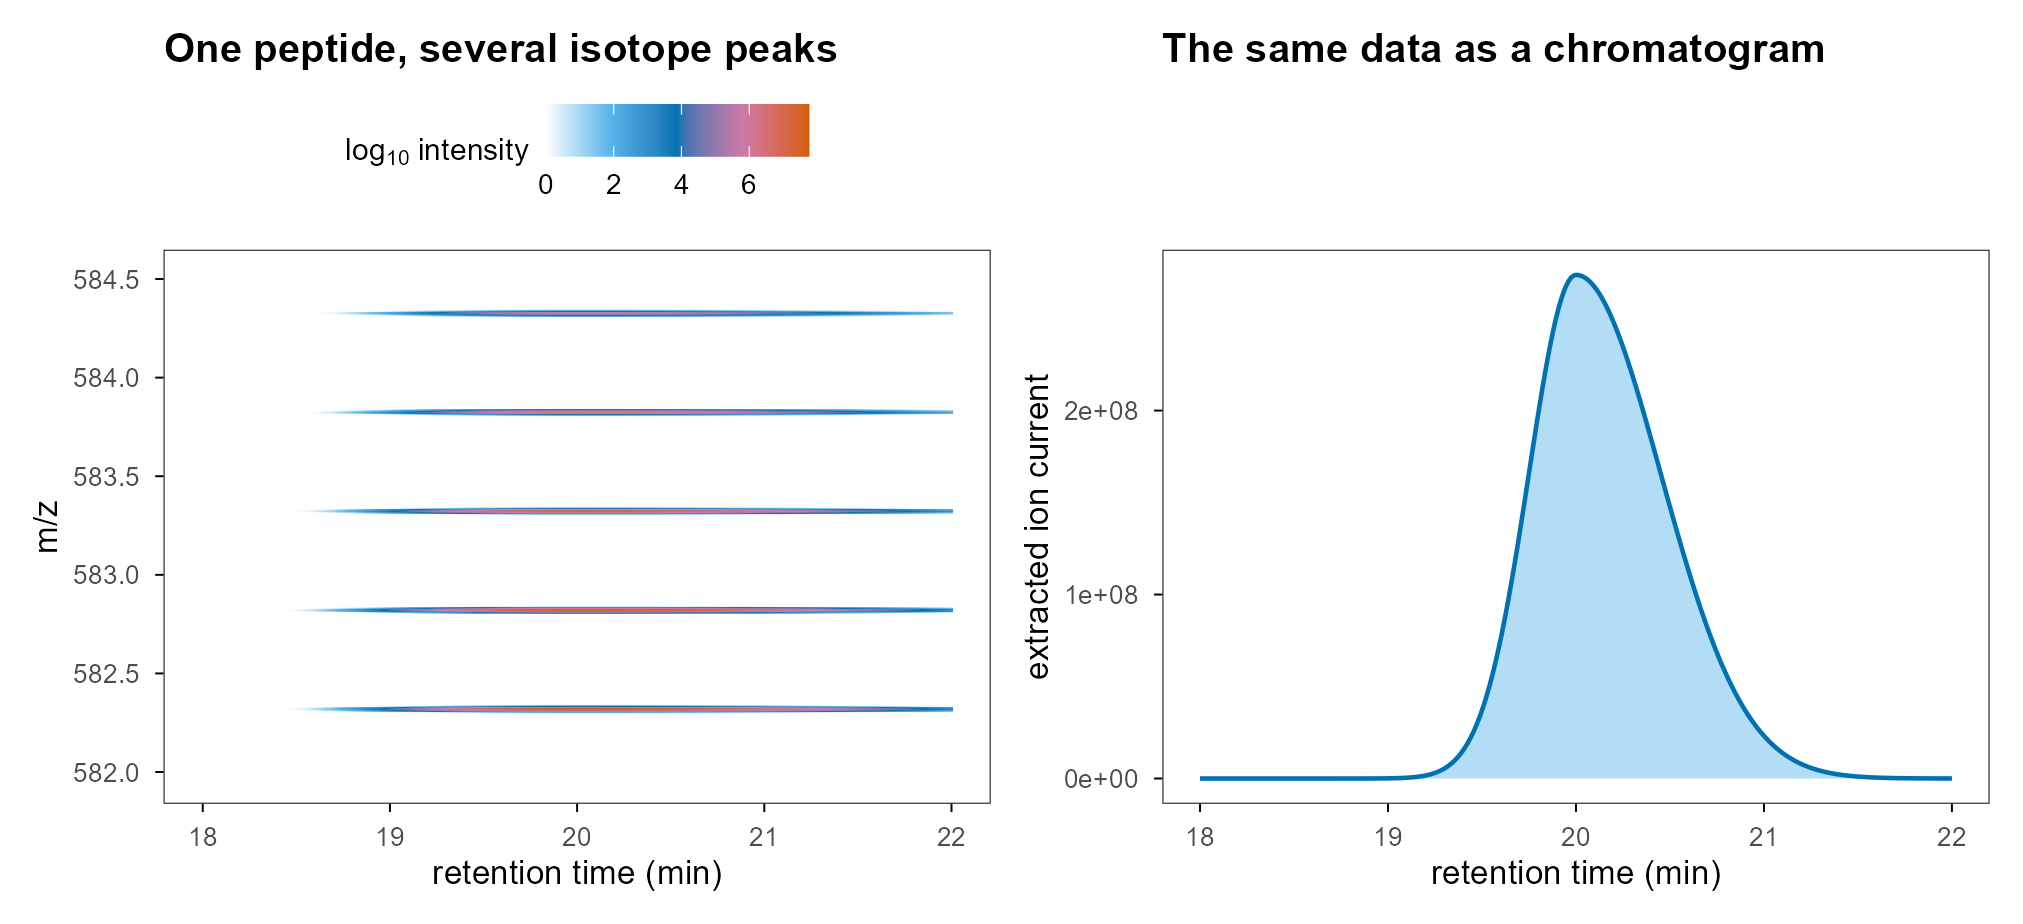 One peptide, several isotope peaks
log₁₀ intensity
0 2 4 6
584.5
584.0
583.5
583.0
582.5
582.0
m/z
18 19 20 21 22
retention time (min)
The same data as a chromatogram
2e+08
1e+08
0e+00
extracted ion current
18 19 20 21 22
retention time (min)